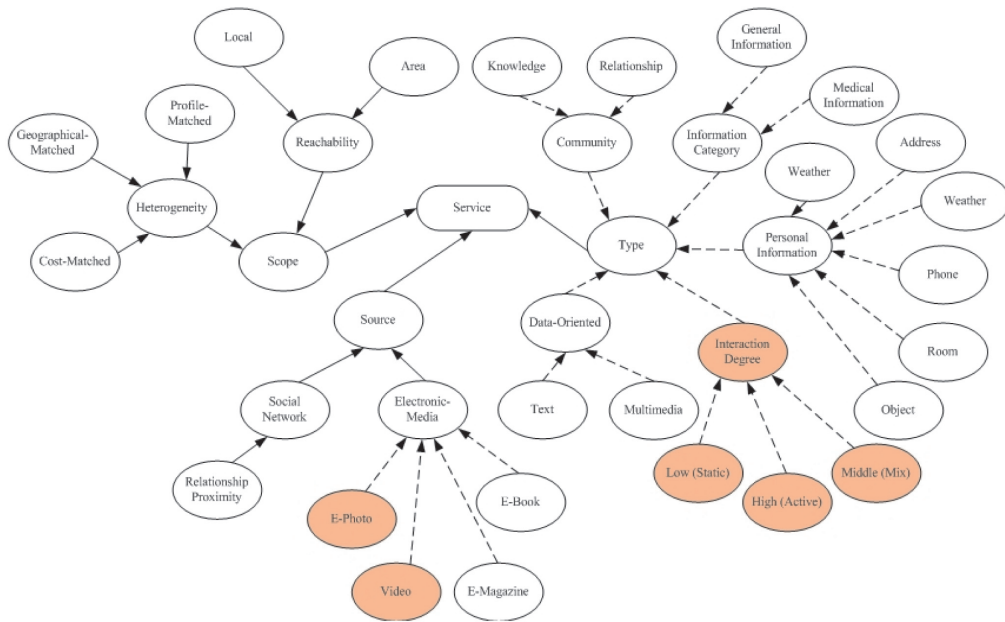 Local
General
Information
Area
Knowledge
Relationship
Medical
Information
Profile-
Matched
Geographical-
Matched
Reachability
Community
Information
Category
Address
Weather
Weather
Heterogeneity
Service
Cost-Matched
Scope
Type
Personal
Information
Phone
Source
Data-Oriented
Interaction
Degree
Room
Social
Network
Electronic-
Media
Text
Multimedia
Object
Relationship
Proximity
Low (Static)
Middle (Mix)
E-Photo
E-Book
High (Active)
Video
E-Magazine